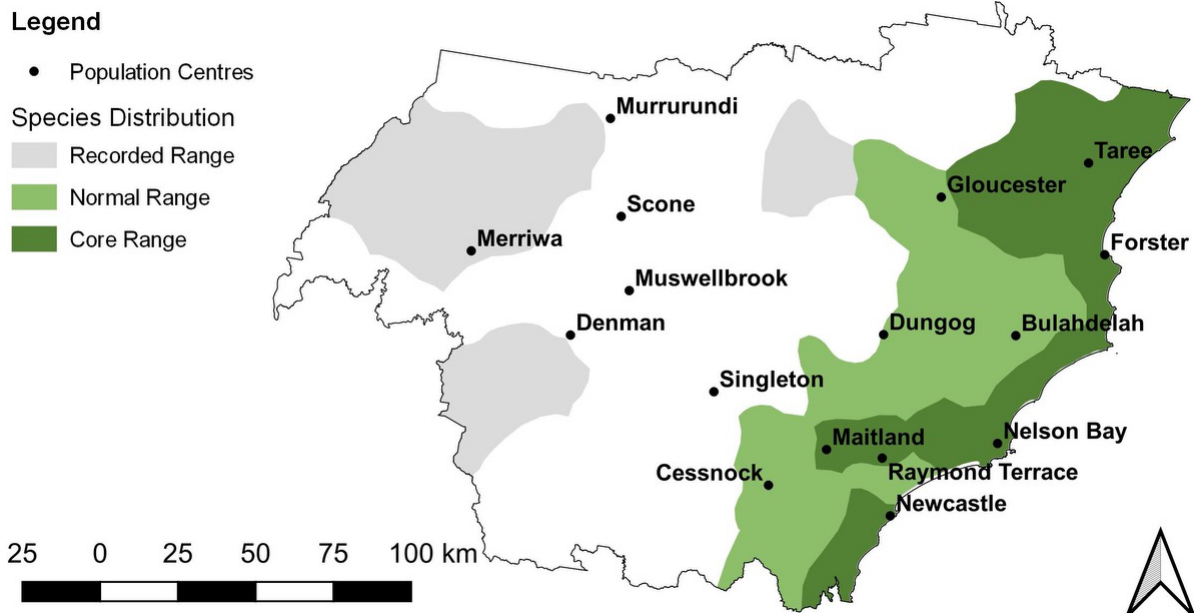 Legend
Population Centres
Species Distribution
Recorded Range
Normal Range
Core Range
Murrurundi
Taree
Gloucester
Scone
Merriwa
Forster
Muswellbrook
Denman
Dungog
Bulahdelah
Singleton
Maitland
Nelson Bay
Cessnock
Raymond Terrace
Newcastle
25 0 25 50 75 100 km